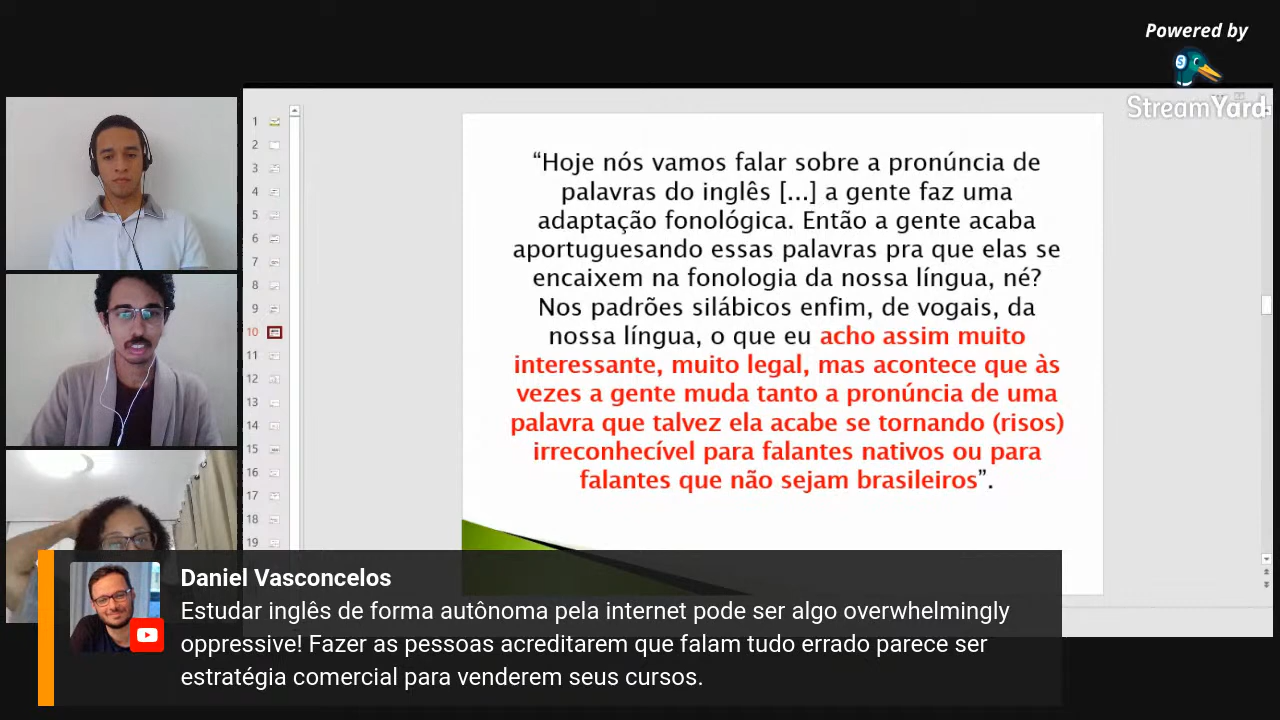 Powered by
StreamYard
1
2
3
4
5
6
7
8
9
10
11
12
13
14
15
16
17
18
19
“Hoje nós vamos falar sobre a pronúncia de
palavras do inglês [...] a gente faz uma
adaptação fonológica. Então a gente acaba
aportuguesando essas palavras pra que elas se
encaixem na fonologia da nossa língua, né?
Nos padrões silábicos enfim, de vogais, da
nossa língua, o que eu acho assim muito
interessante, muito legal, mas acontece que às
vezes a gente muda tanto a pronúncia de uma
palavra que talvez ela acabe se tornando (risos)
irreconhecível para falantes nativos ou para
falantes que não sejam brasileiros”.
Daniel Vasconcelos
Estudar inglês de forma autônoma pela internet pode ser algo overwhelmingly
oppressive! Fazer as pessoas acreditarem que falam tudo errado parece ser
estratégia comercial para venderem seus cursos.